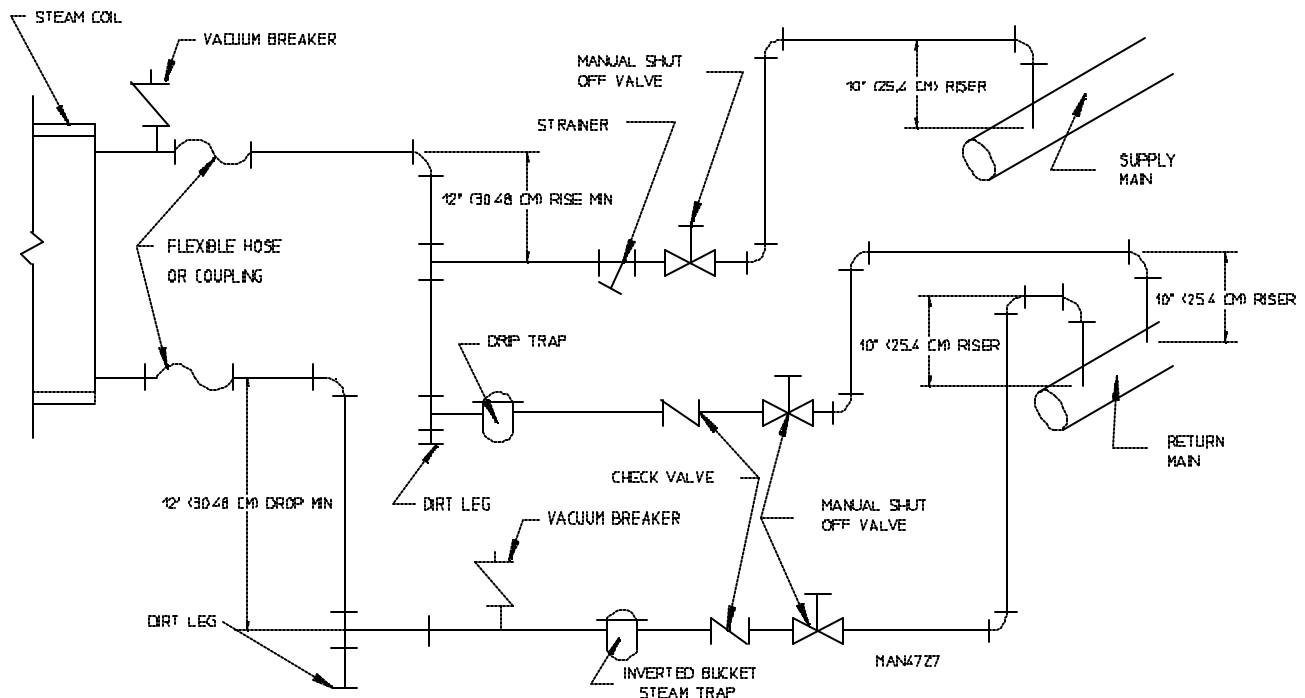 STEAM COIL
VACUUM BREAKER
MANUAL SHUT
OFF VALVE
10" (25,4 CM) RISER
STRAINER
SUPPLY
MAIN
12" (30.48 CM) RISE MIN
FLEXIBLE HOSE
OR COUPLING
10" (25.4 CM) RISER
10" (25.4 CM) RISER
DRIP TRAP
RETURN
MAIN
CHECK VALVE
12" (30.48 CM) DROP MIN
DIRT LEG
MANUAL SHUT
OFF VALVE
VACUUM BREAKER
DIRT LEG
MAN4727
INVERTED BUCKET
STEAM TRAP